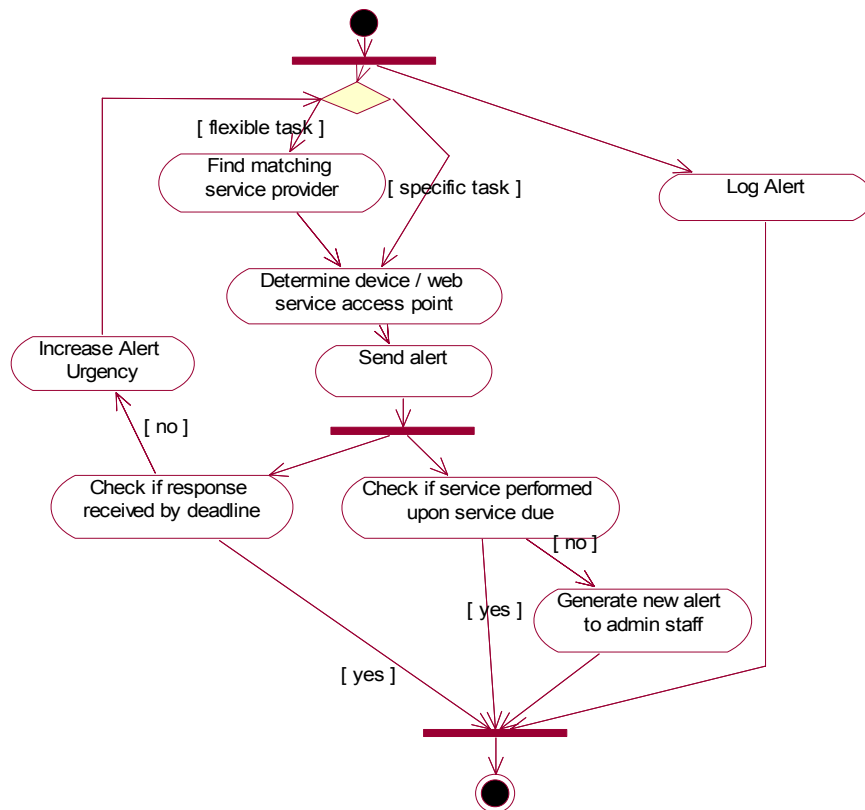 [ flexible task ]
Find matching
service provider
[ specific task ]
Log Alert
Determine device / web
service access point
Increase Alert
Urgency
Send alert
[ no ]
Check if response
received by deadline
Check if service performed
upon service due
[ no ]
[ yes ]
Generate new alert
to admin staff
[ yes ]